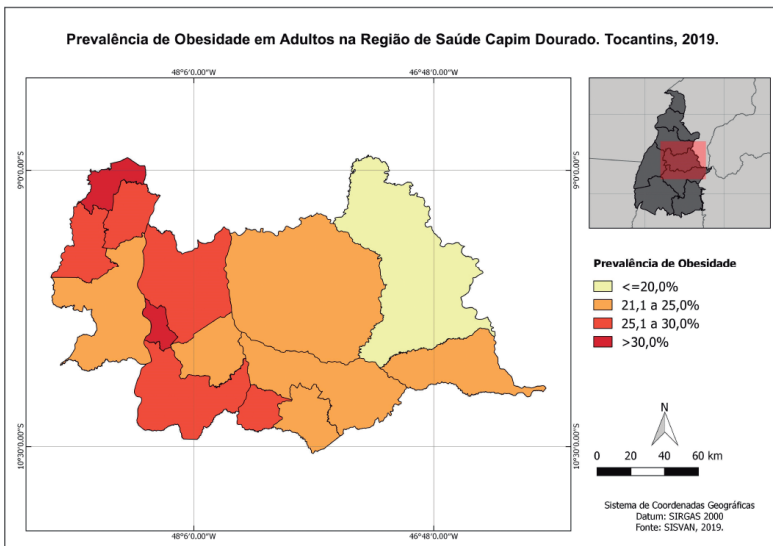 Prevalência de Obesidade em Adultos na Região de Saúde Capim Dourado. Tocantins, 2019.
48°6'0.00"W
46°48'0.00"W
9°0'0.00"S
9°0'0.00"S
10°30'0.00"S
10°30'0.00"S
48°6'0.00"W
46°48'0.00"W
Prevalência de Obesidade
<=20,0%
21,1 a 25,0%
25,1 a 30,0%
>30,0%
N
0 20 40 60 km
Sistema de Coordenadas Geográficas
Datum: SIRGAS 2000
Fonte: SISVAN, 2019.